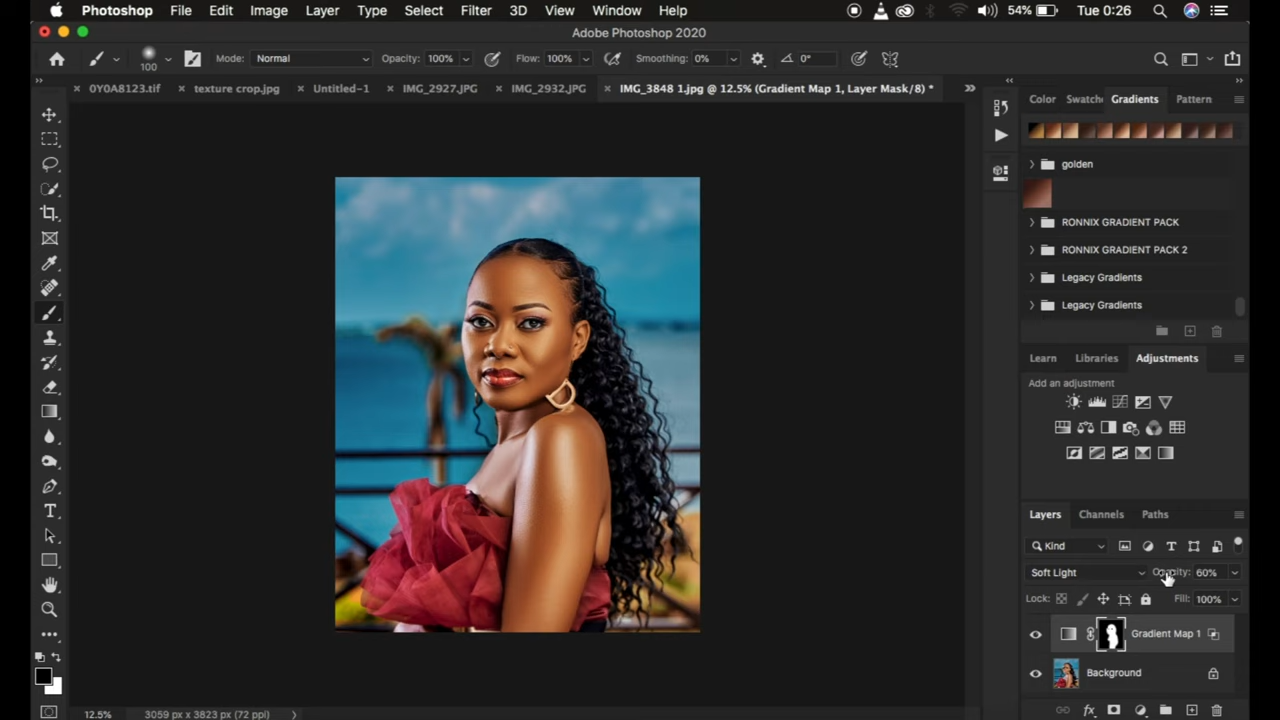 Photoshop File Edit Image Layer Type Select Filter 3D View Window Help 54% Tue 0:26
Adobe Photoshop 2020
100 Mode: Normal Opacity: 100% Flow: 100% Smoothing: 0% 0°
0Y0A8123.tif texture crop.jpg Untitled-1 IMG_2927.JPG IMG_2932.JPG IMG_3848 1.jpg @ 12.5% (Gradient Map 1, Layer Mask/8) *
Color Swatche Gradients Pattern
golden
RONNIX GRADIENT PACK
RONNIX GRADIENT PACK 2
Legacy Gradients
Legacy Gradients
Learn Libraries Adjustments
Add an adjustment
Layers Channels Paths
Kind
Soft Light Opacity: 60%
Lock: Fill: 100%
Gradient Map 1
Background
fx
12.5% 3059 px x 3823 px (72 ppi)